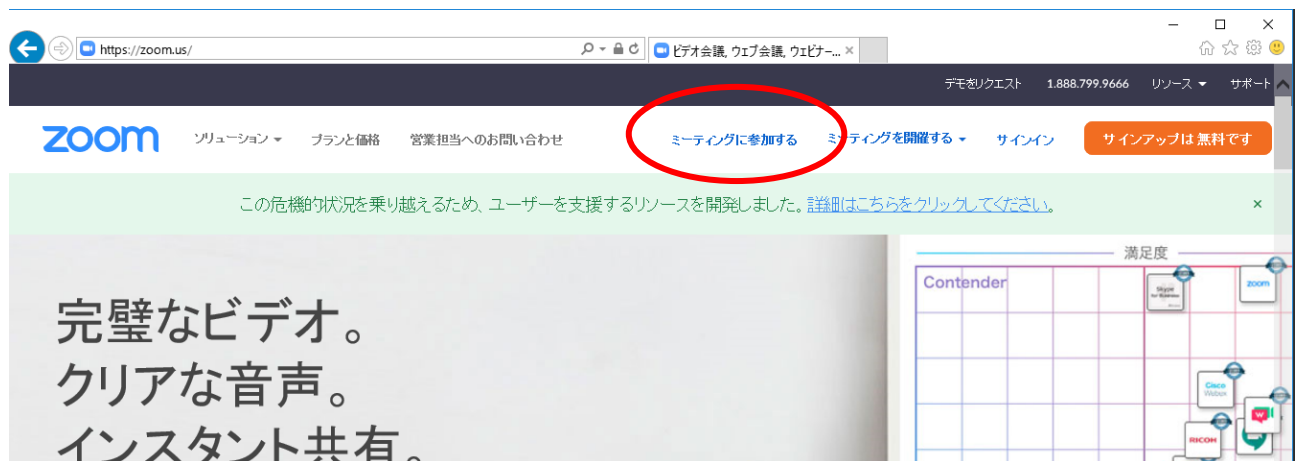 https://zoom.us/
ビデオ会議, ウェブ会議, ウェビナー...
デモをリクエスト 1.888.799.9666 リソース サポート
zoom ソリューション プランと価格 営業担当へのお問い合わせ ミーティングに参加する ミーティングを開催する サインイン サインアップは無料です
この危機的状況を乗り越えるため、ユーザーを支援するリソースを開発しました。詳細はこちらをクリックしてください。 ×
満足度
Contender
Skype for Business
zoom
完璧なビデオ。
クリアな音声。
インスタント共有。
Cisco Webex
RICOH